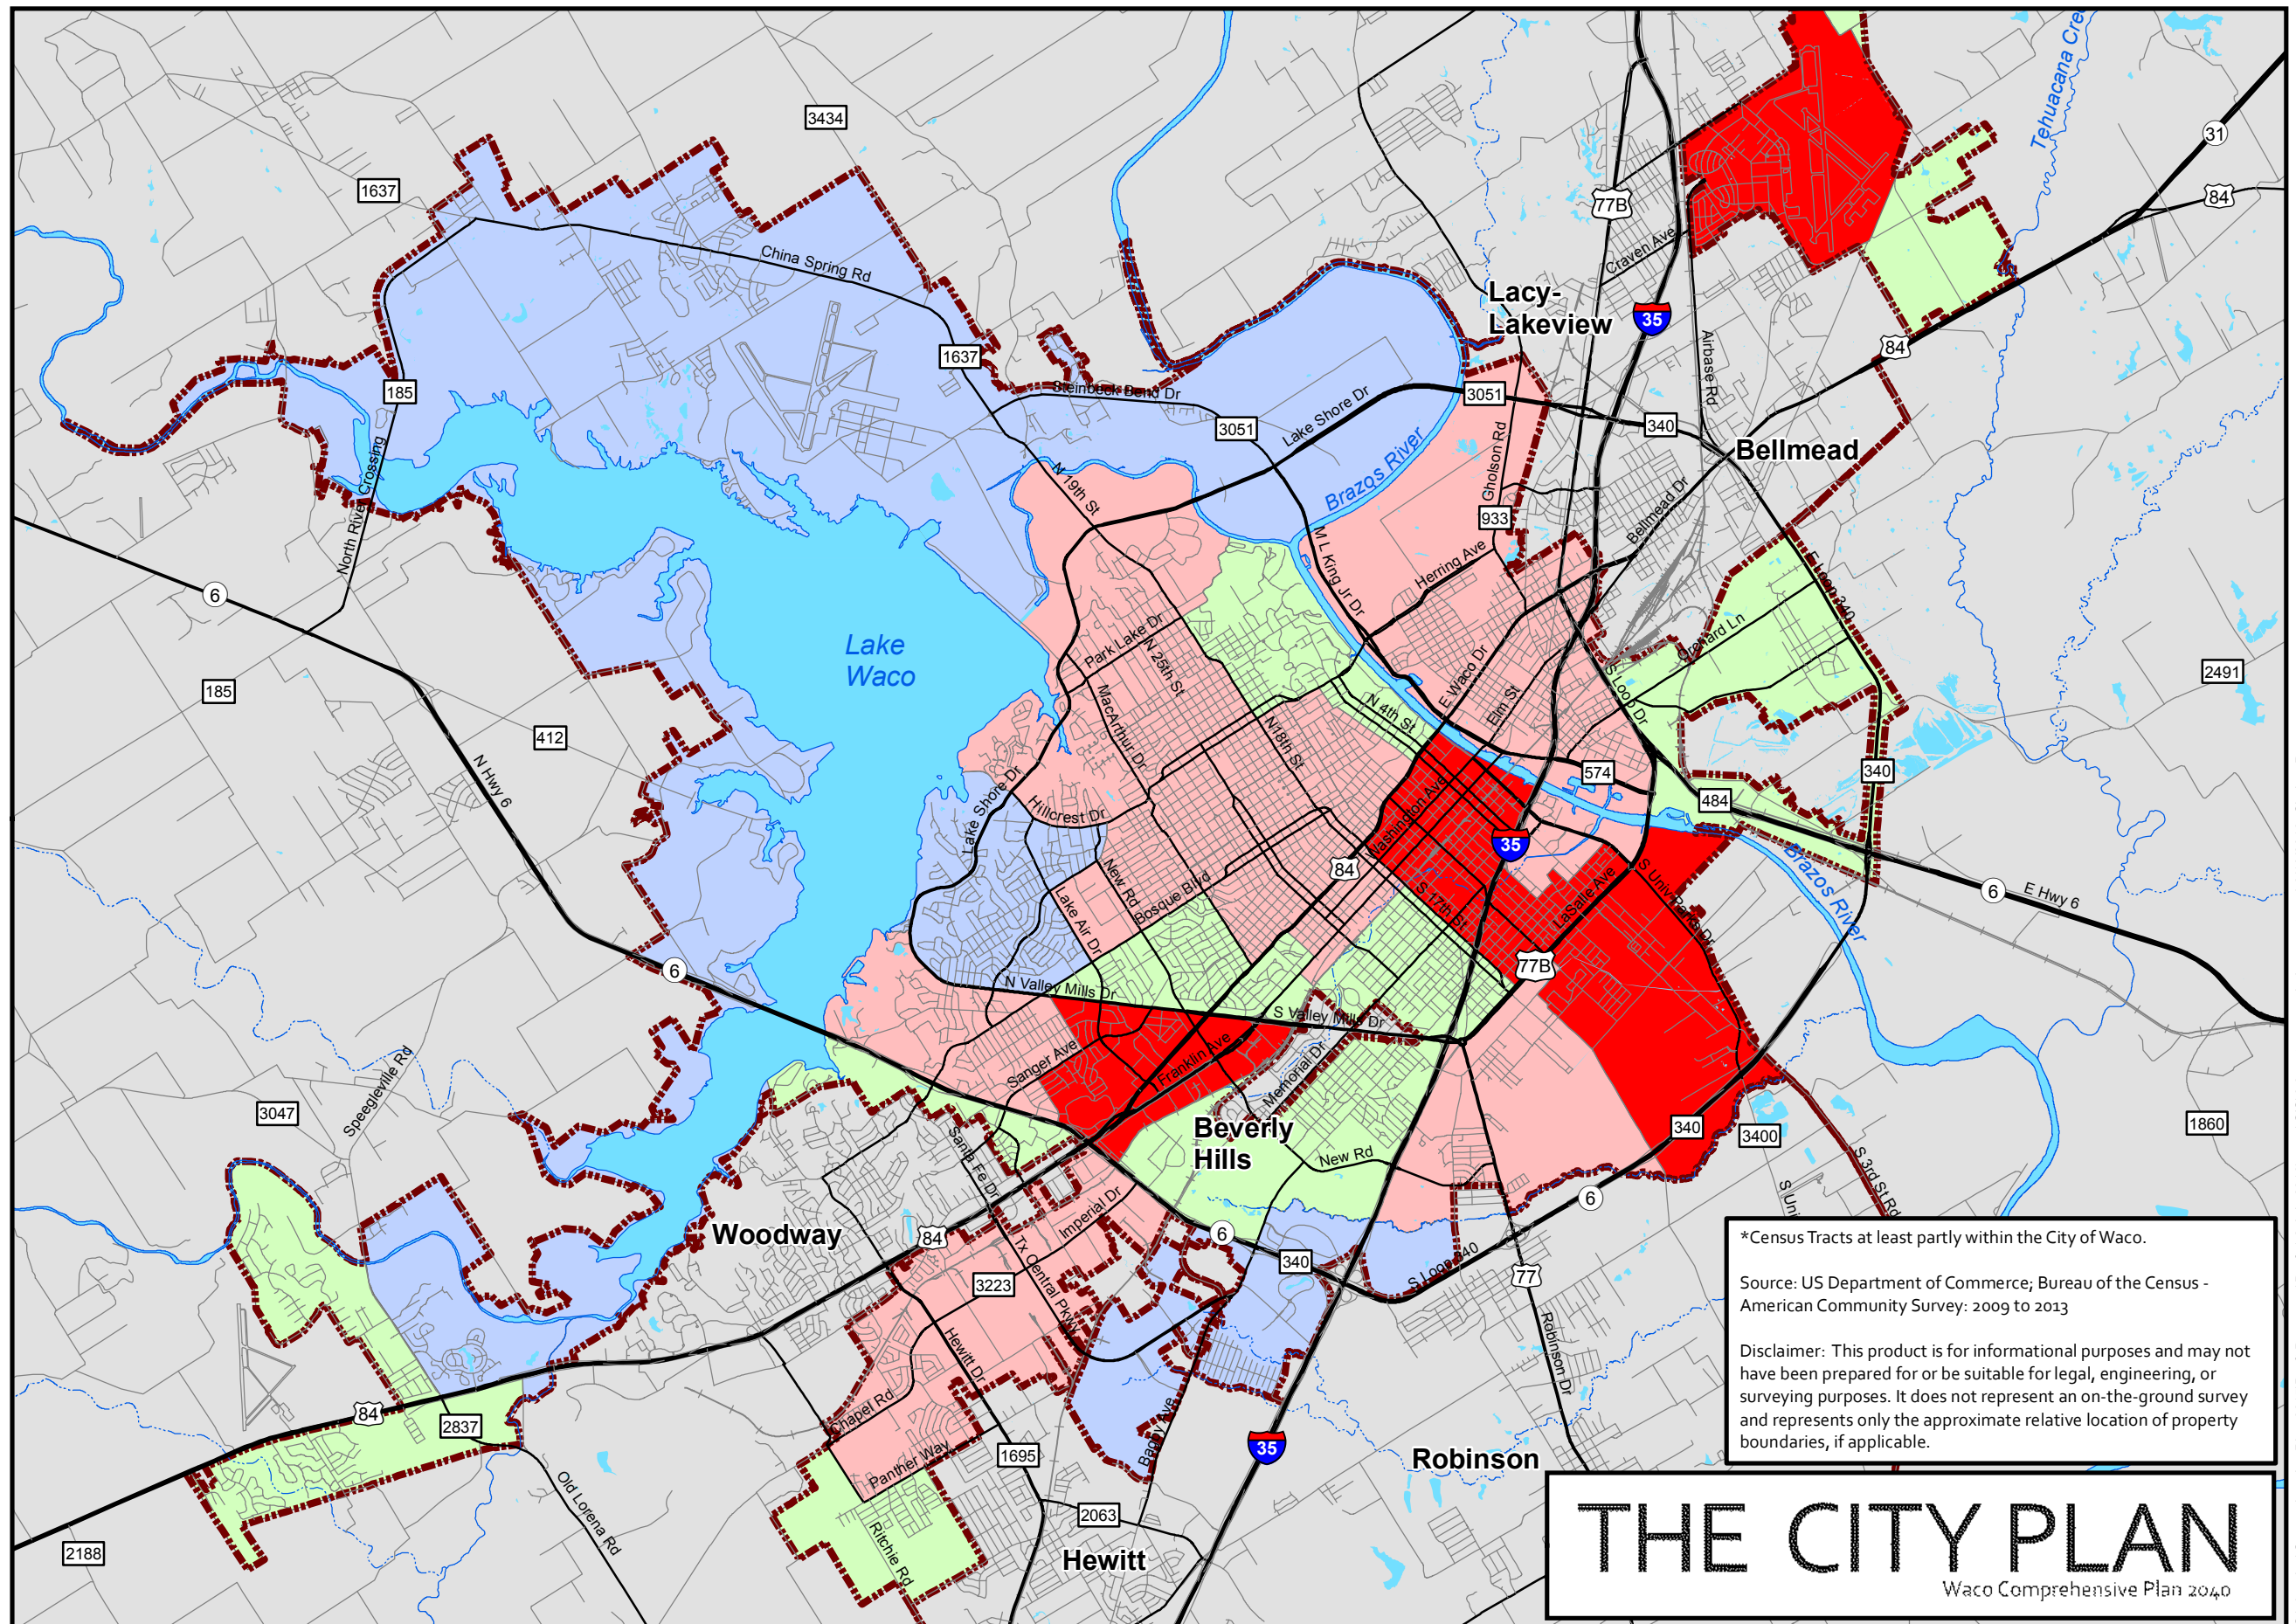 Tehuacana Cree
3434
31
1637
84
77B
Craven Ave
China Spring Rd
Lacy-
Lakeview
35
Airbase Rd
84
1637
185
Steinbeck Bend Dr
3051
3051
Lake Shore Dr
340
Bellmead
N 19th St
Brazos River
Gholson Rd
933
Bellmead Dr
North River Crossing
M L King Jr Dr
Herring Ave
E Loop 340
6
Lake
Waco
Park Lake Dr
N 25th St
Orchard Ln
S Loop Dr
E Waco Dr
Elm St
2491
185
412
MacArthur Dr
N 18th St
N 4th St
N Hwy 6
574
340
484
Lake Shore Dr
Hillcrest Dr
Washington Ave
35
84
New Rd
Bosque Blvd
S 17th St
LaSalle Ave
S Univ Parks Dr
Brazos River
6
E Hwy 6
Lake Air Dr
6
77B
N Valley Mills Dr
S Valley Mills Dr
Sanger Ave
Franklin Ave
Memorial Dr
Speegleville Rd
3047
340
3400
1860
Beverly
Hills
Santa Fe Dr
New Rd
S 3rd St Rd
S Uni
6
Imperial Dr
Woodway
84
6
Tx Central Pkwy
340
3223
S Loop 340
77
Hewitt Dr
Robinson Dr
84
2837
Chapel Rd
Panther Way
1695
Bagby Ave
35
Robinson
Old Lorena Rd
2063
2188
Ritchie Rd
Hewitt
*Census Tracts at least partly within the City of Waco.
Source: US Department of Commerce; Bureau of the Census -
American Community Survey: 2009 to 2013
Disclaimer: This product is for informational purposes and may not
have been prepared for or be suitable for legal, engineering, or
surveying purposes. It does not represent an on-the-ground survey
and represents only the approximate relative location of property
boundaries, if applicable.
THE CITY PLAN
Waco Comprehensive Plan 2040